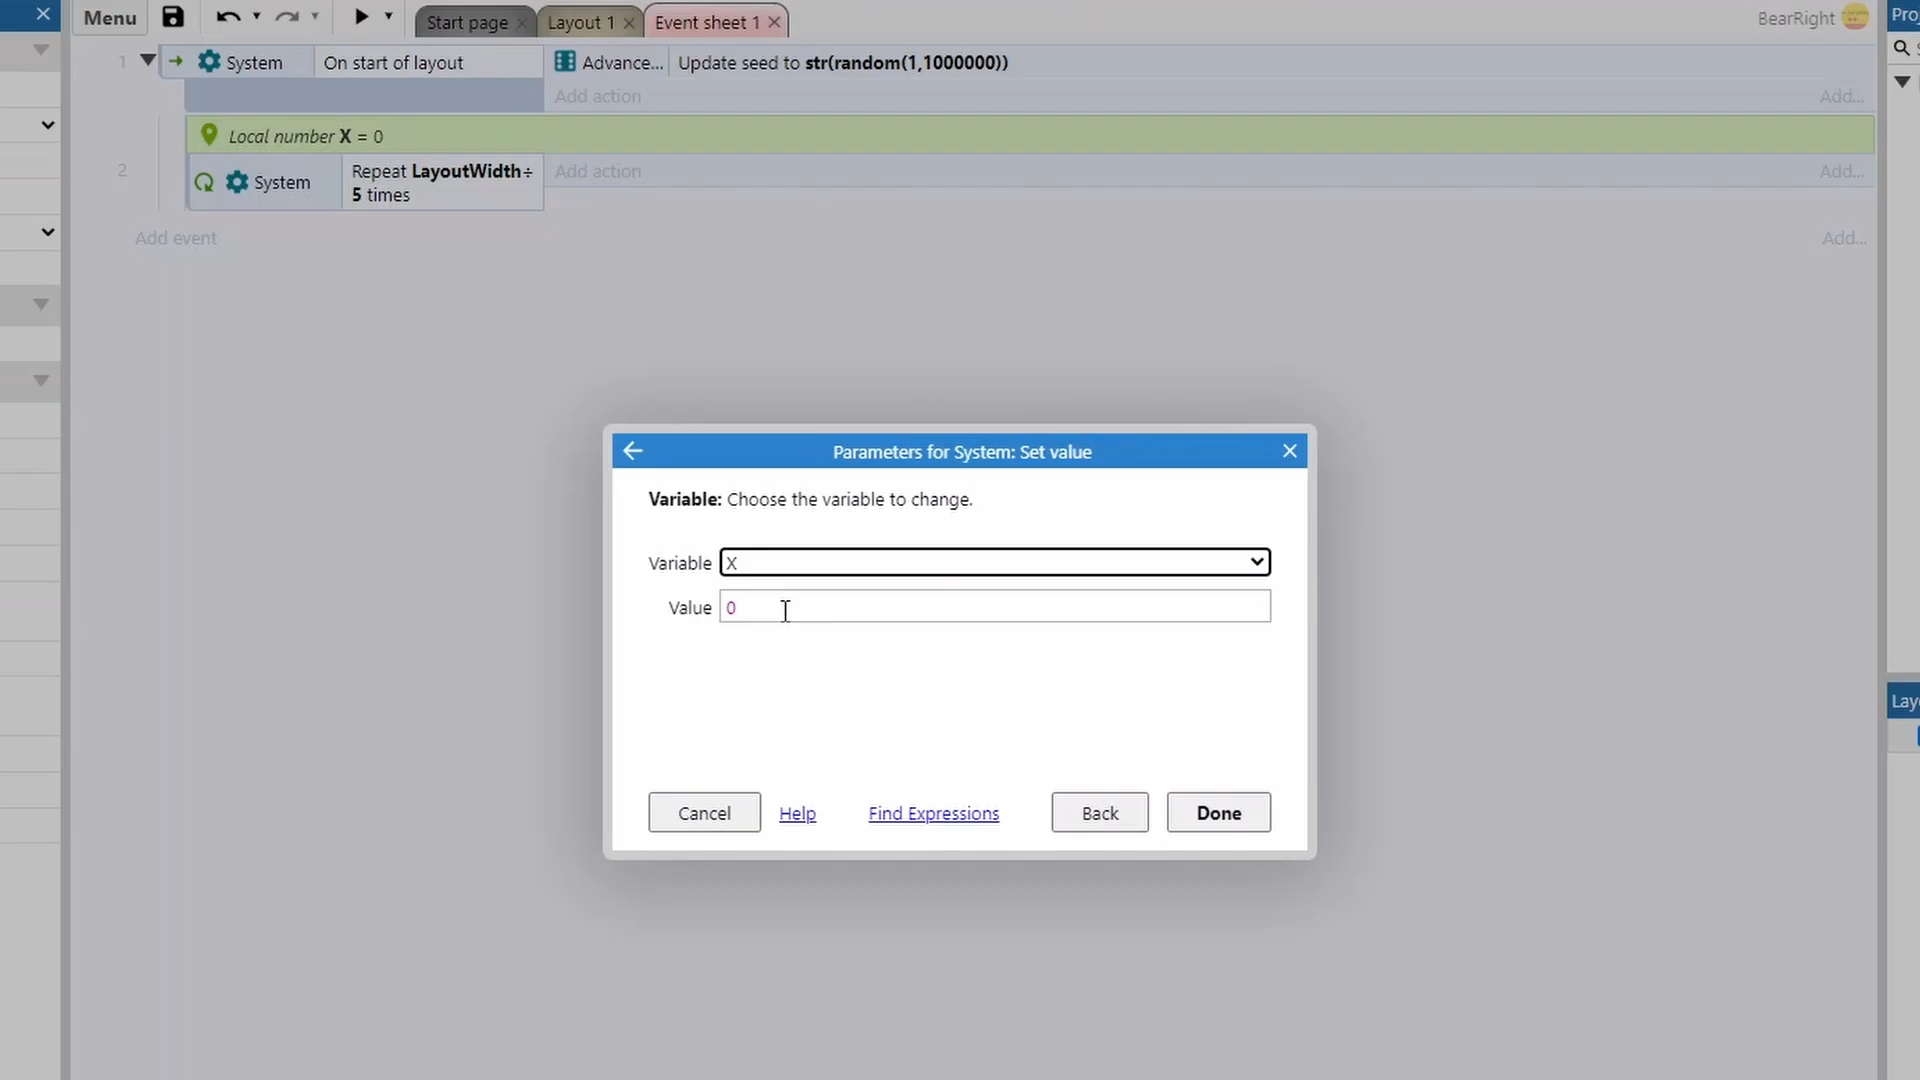 Menu
Start page
Layout 1
Event sheet 1
BearRight
1
System
On start of layout
Advance...
Update seed to str(random(1,1000000))
Add action
Add...
Local number X = 0
2
System
Repeat LayoutWidth÷
5 times
Add action
Add...
Add event
Add...
Parameters for System: Set value
Variable: Choose the variable to change.
Variable
X
Value
0
Cancel
Help
Find Expressions
Back
Done